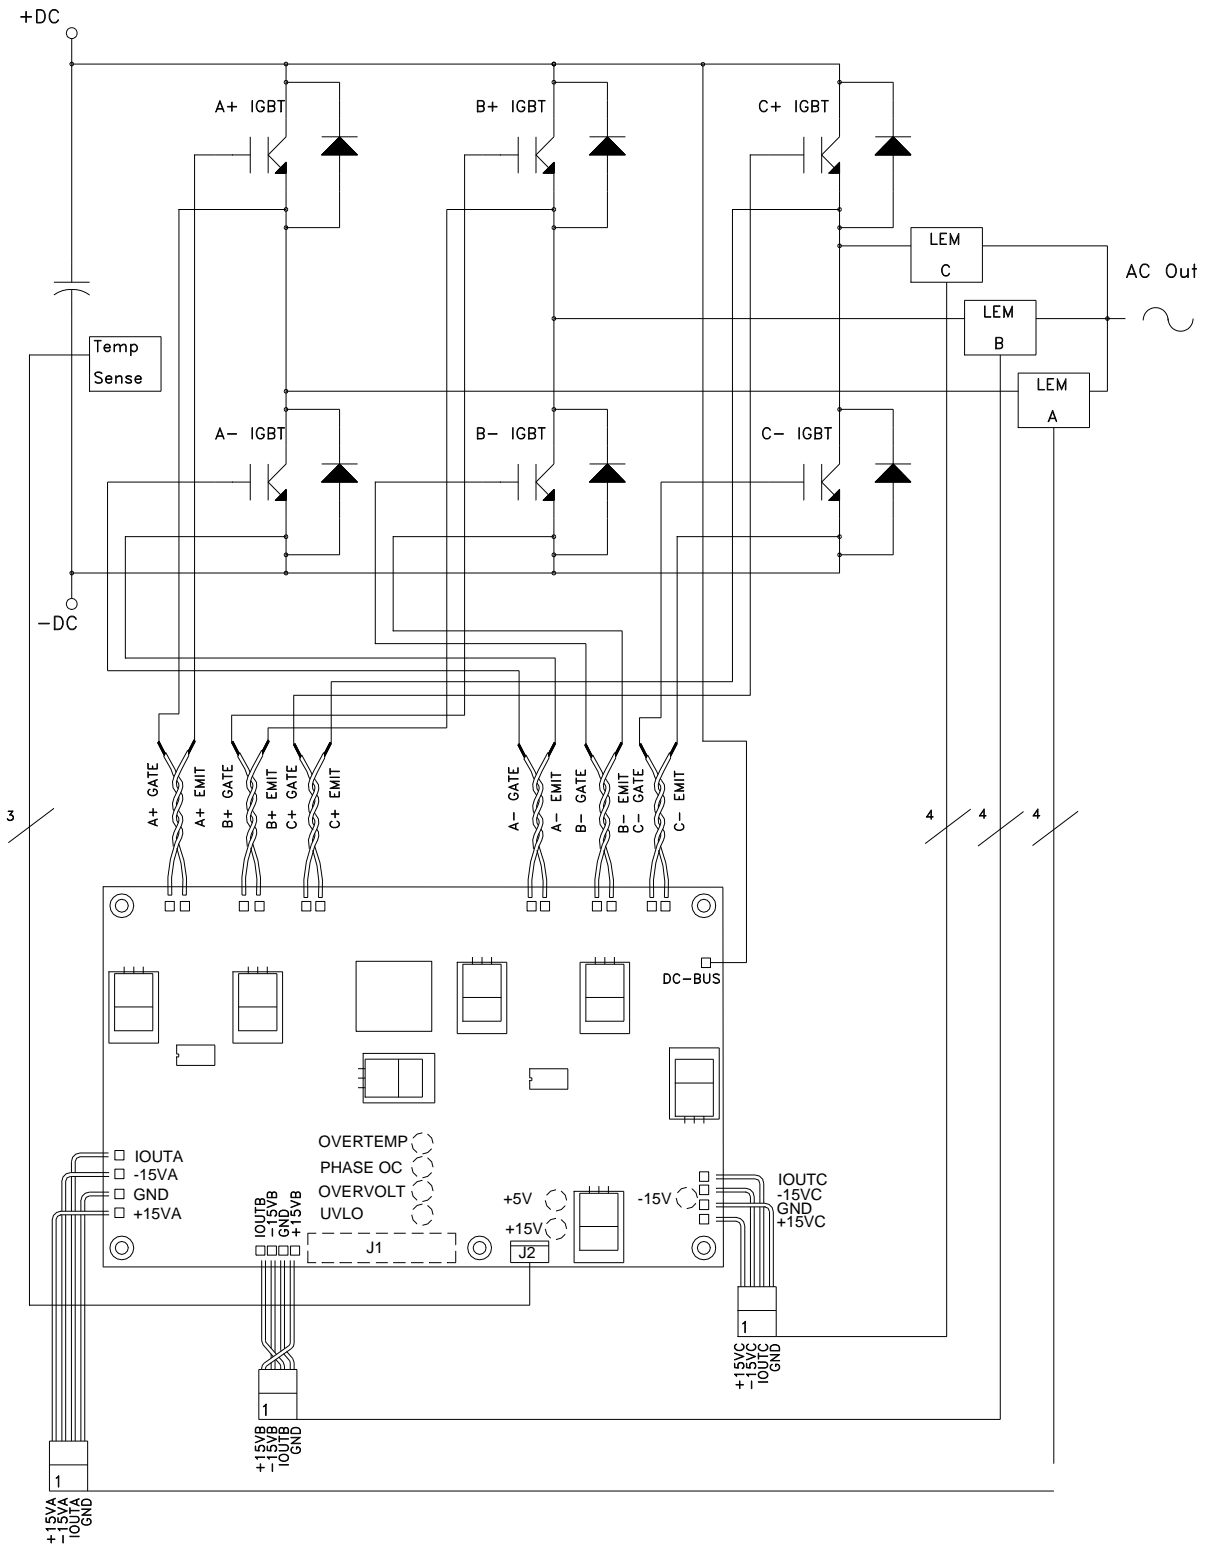 +DC
A+ IGBT
B+ IGBT
C+ IGBT
LEM
C
AC Out
LEM
B
Temp
Sense
LEM
A
A- IGBT
B- IGBT
C- IGBT
-DC
A+ GATE
A+ EMIT
B+ GATE
B+ EMIT
C+ GATE
C+ EMIT
A- GATE
A- EMIT
B- GATE
B- EMIT
C- GATE
C- EMIT
3
4
4
4
DC-BUS
OVERTEMP
PHASE OC
OVERVOLT
UVLO
IOUTA
-15VA
GND
+15VA
IOUTB
-15VB
GND
+15VB
J1
+5V
+15V
J2
-15V
IOUTC
-15VC
GND
+15VC
1
+15VC
-15VC
IOUTC
GND
1
+15VB
-15VB
IOUTB
GND
1
+15VA
-15VA
IOUTA
GND